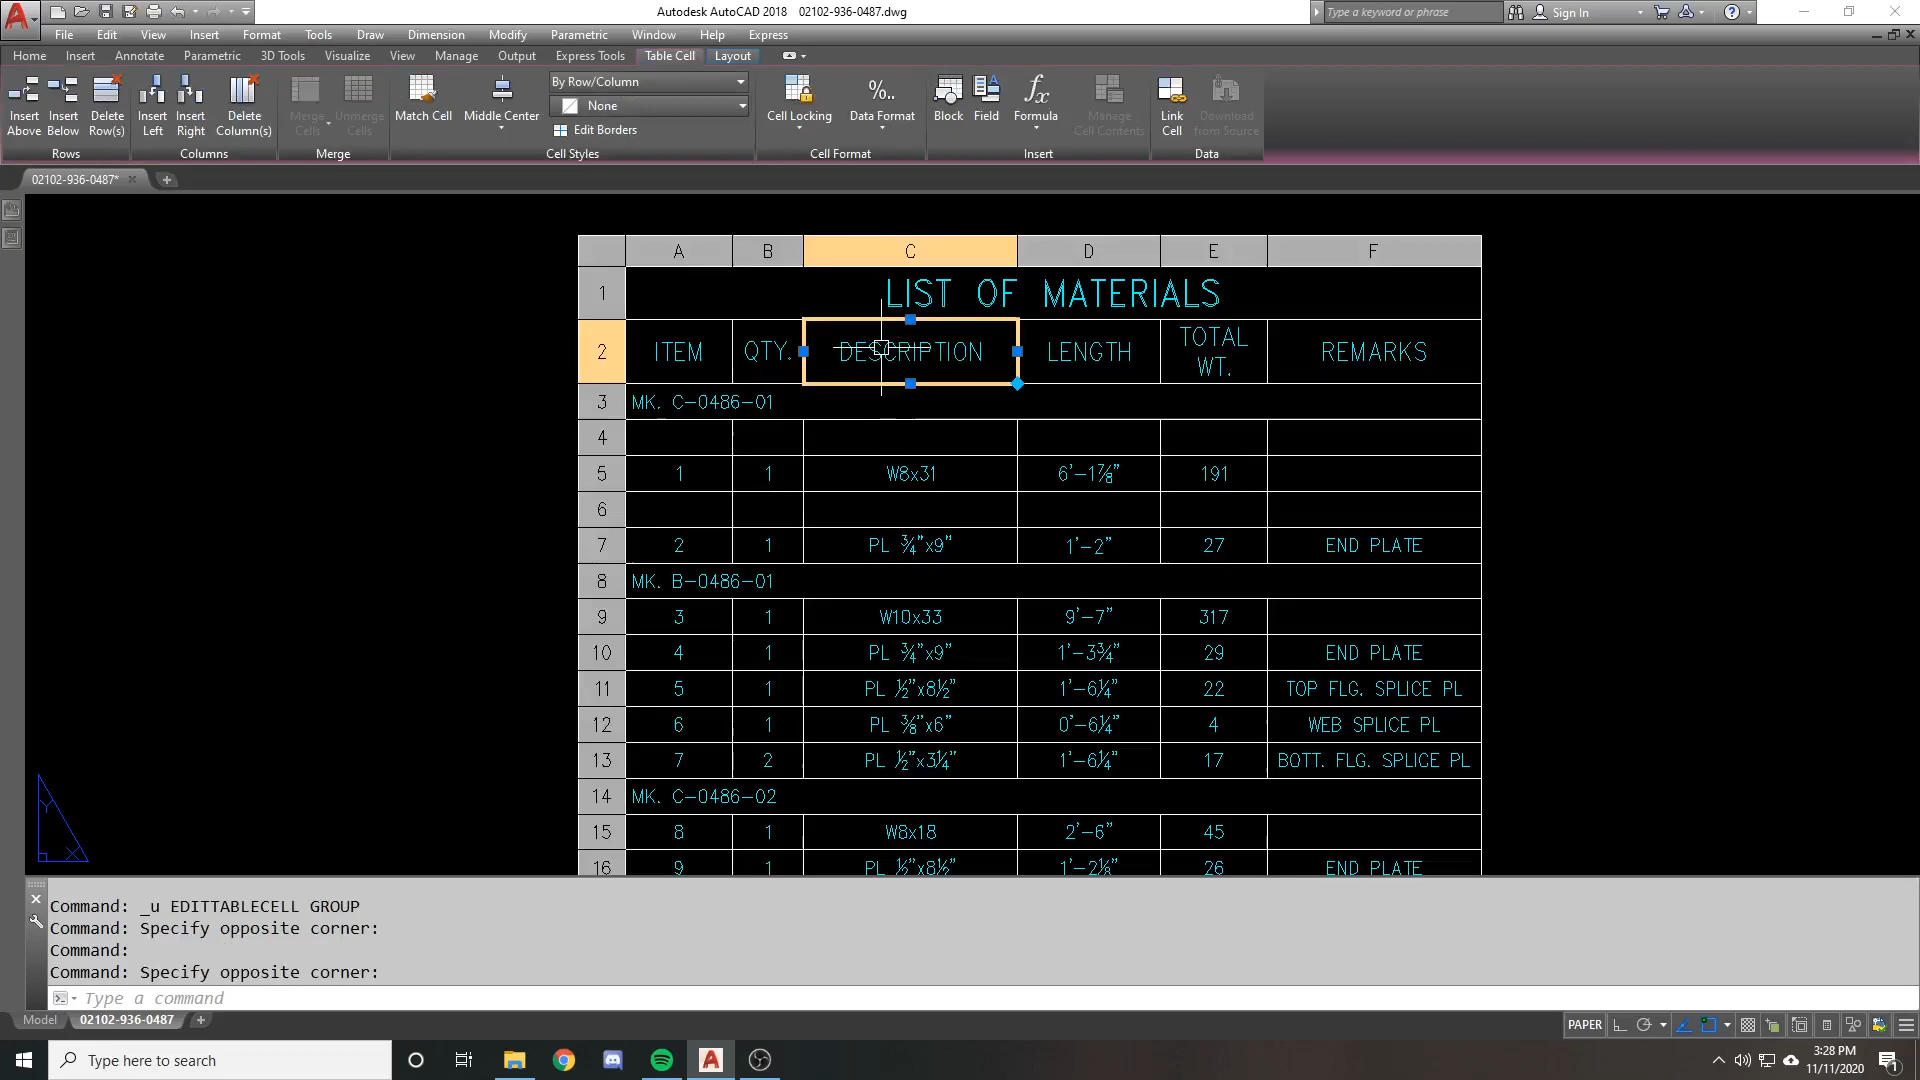 Autodesk AutoCAD 2018 02102-936-0487.dwg
Type a keyword or phrase
Sign In
File Edit View Insert Format Tools Draw Dimension Modify Parametric Window Help Express
Home Insert Annotate Parametric 3D Tools Visualize View Manage Output Express Tools Table Cell Layout
Insert Above
Insert Below
Delete Row(s)
Rows
Insert Left
Insert Right
Delete Column(s)
Columns
Merge Cells
Unmerge Cells
Merge
Match Cell
Middle Center
By Row/Column
None
Edit Borders
Cell Styles
Cell Locking
%..
Data Format
Cell Format
Block
Field
fx
Formula
Manage Cell Contents
Insert
Link Cell
Download from Source
Data
02102-936-0487*
A B C D E F
1 LIST OF MATERIALS
2 ITEM QTY. DESCRIPTION LENGTH TOTAL WT. REMARKS
3 MK. C-0486-01
4
5 1 1 W8x31 6'-1⅞" 191
6
7 2 1 PL ¾"x9" 1'-2" 27 END PLATE
8 MK. B-0486-01
9 3 1 W10x33 9'-7" 317
10 4 1 PL ¾"x9" 1'-3¾" 29 END PLATE
11 5 1 PL ½"x8½" 1'-6¼" 22 TOP FLG. SPLICE PL
12 6 1 PL ⅜"x6" 0'-6¼" 4 WEB SPLICE PL
13 7 2 PL ½"x3¼" 1'-6¼" 17 BOTT. FLG. SPLICE PL
14 MK. C-0486-02
15 8 1 W8x18 2'-6" 45
16 9 1 PL ½"x8½" 1'-2⅛" 26 END PLATE
Y
X
Command: _u EDITTABLECELL GROUP
Command: Specify opposite corner:
Command:
Command: Specify opposite corner:
Type a command
Model 02102-936-0487
PAPER
Type here to search
3:28 PM
11/11/2020
1